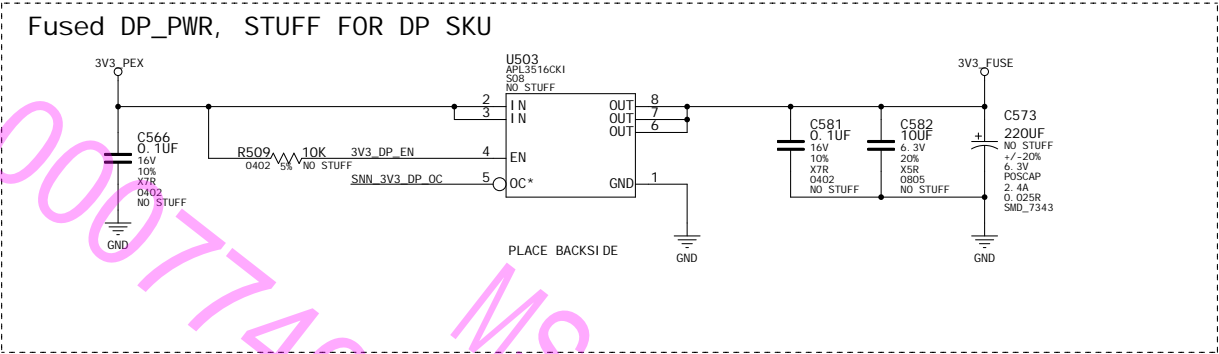 Fused DP_PWR, STUFF FOR DP SKU
3V3_PEX
C566
0.1UF
16V
10%
X7R
0402
NO STUFF
GND
R509
10K
0402
5%
NO STUFF
3V3_DP_EN
SNN_3V3_DP_OC
U503
APL3516CKI
SO8
NO STUFF
2 IN
3 IN
4 EN
5 OC*
OUT 8
OUT 7
OUT 6
GND 1
GND
PLACE BACKSIDE
C581
0.1UF
16V
10%
X7R
0402
NO STUFF
C582
10UF
6.3V
20%
X5R
0805
NO STUFF
3V3_FUSE
C573
+
220UF
NO STUFF
+/-20%
6.3V
POSCAP
2.4A
0.025R
SMD_7343
GND